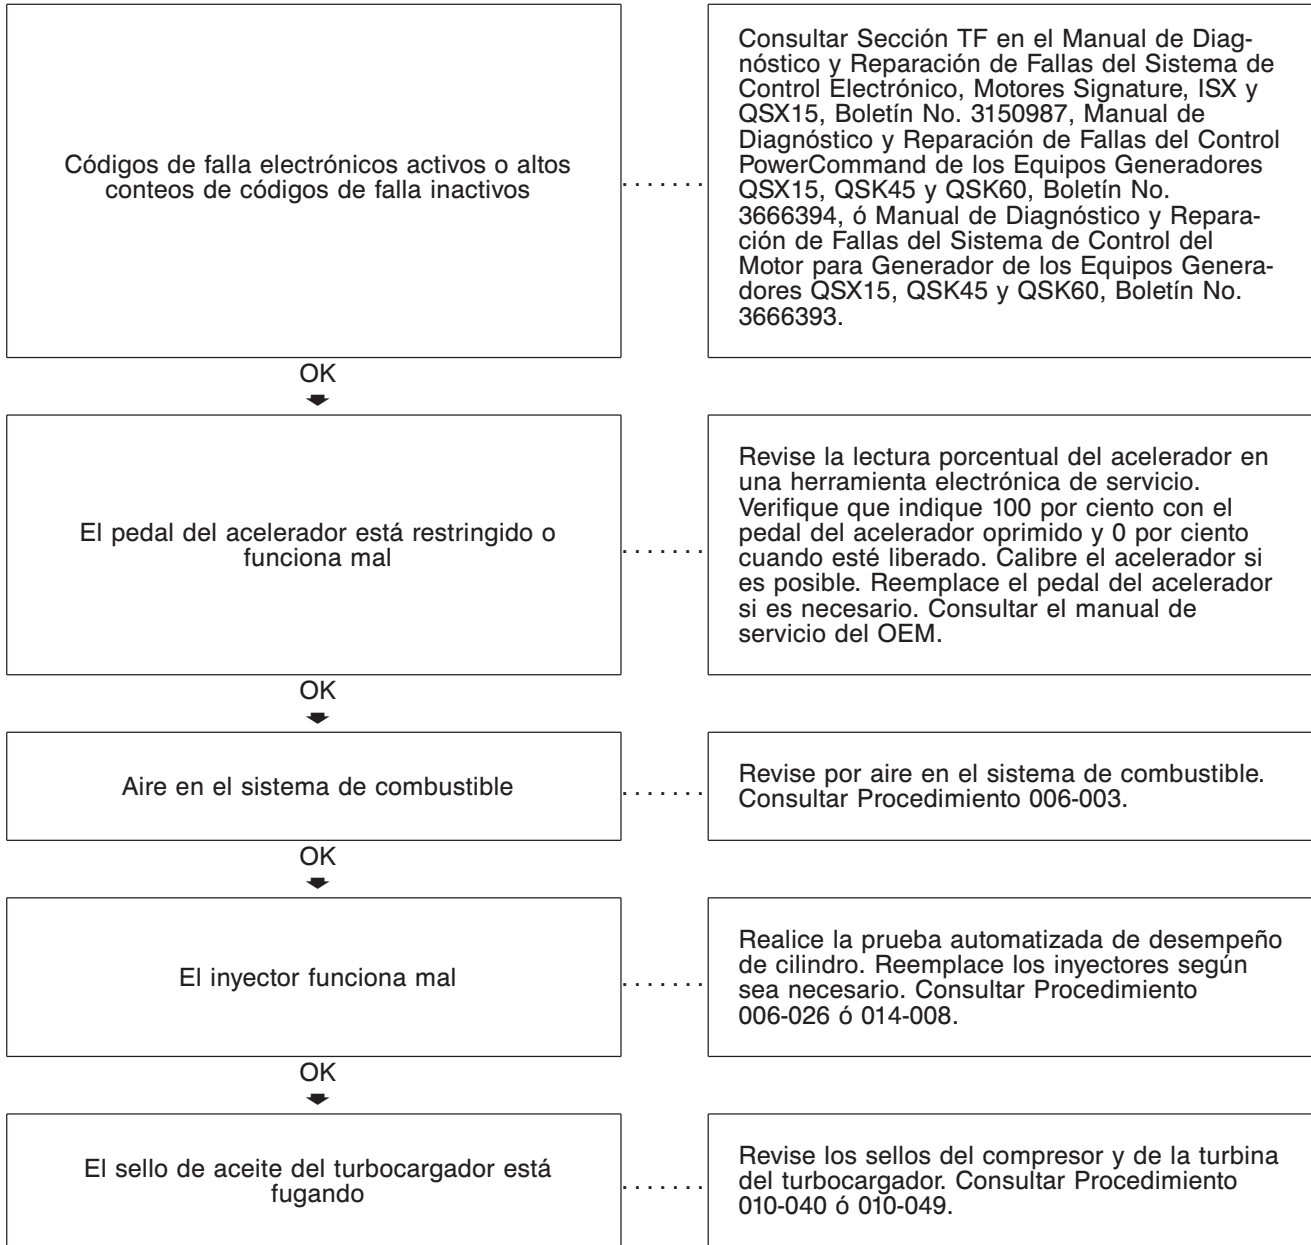 Códigos de falla electrónicos activos o altos
conteos de códigos de falla inactivos
Consultar Sección TF en el Manual de Diag-
nóstico y Reparación de Fallas del Sistema de
Control Electrónico, Motores Signature, ISX y
QSX15, Boletín No. 3150987, Manual de
Diagnóstico y Reparación de Fallas del Control
PowerCommand de los Equipos Generadores
QSX15, QSK45 y QSK60, Boletín No.
3666394, ó Manual de Diagnóstico y Repara-
ción de Fallas del Sistema de Control del
Motor para Generador de los Equipos Genera-
dores QSX15, QSK45 y QSK60, Boletín No.
3666393.
OK
El pedal del acelerador está restringido o
funciona mal
Revise la lectura porcentual del acelerador en
una herramienta electrónica de servicio.
Verifique que indique 100 por ciento con el
pedal del acelerador oprimido y 0 por ciento
cuando esté liberado. Calibre el acelerador si
es posible. Reemplace el pedal del acelerador
si es necesario. Consultar el manual de
servicio del OEM.
OK
Aire en el sistema de combustible
Revise por aire en el sistema de combustible.
Consultar Procedimiento 006-003.
OK
El inyector funciona mal
Realice la prueba automatizada de desempeño
de cilindro. Reemplace los inyectores según
sea necesario. Consultar Procedimiento
006-026 ó 014-008.
OK
El sello de aceite del turbocargador está
fugando
Revise los sellos del compresor y de la turbina
del turbocargador. Consultar Procedimiento
010-040 ó 010-049.